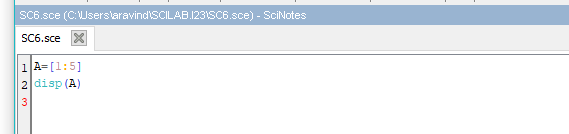 SC6.sce (C:\Users\aravind\SCILAB.I23\SC6.sce) - SciNotes
SC6.sce
1 A=[1:5]
2 disp(A)
3